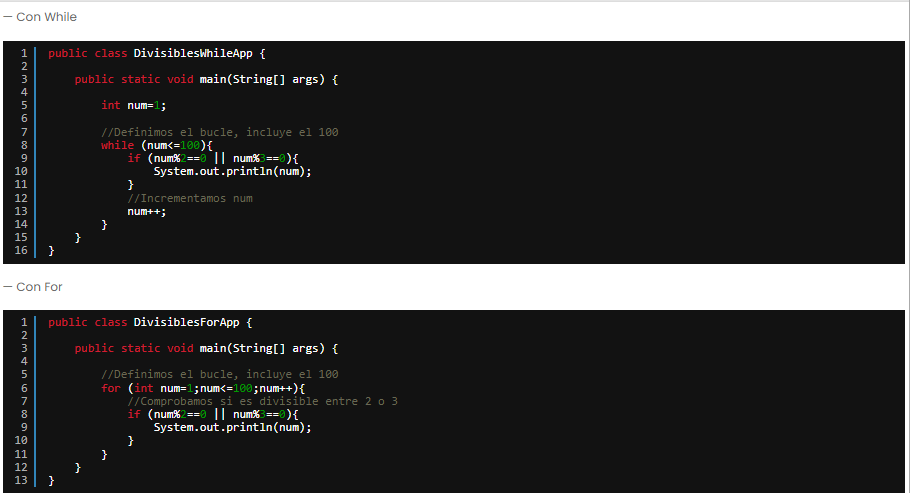 — Con While
1 public class DivisiblesWhileApp {
2
3     public static void main(String[] args) {
4
5         int num=1;
6
7         //Definimos el bucle, incluye el 100
8         while (num<=100){
9             if (num%2==0 || num%3==0){
10                 System.out.println(num);
11             }
12             //Incrementamos num
13             num++;
14         }
15     }
16 }
— Con For
1 public class DivisiblesForApp {
2
3     public static void main(String[] args) {
4
5         //Definimos el bucle, incluye el 100
6         for (int num=1;num<=100;num++){
7             //Comprobamos si es divisible entre 2 o 3
8             if (num%2==0 || num%3==0){
9                 System.out.println(num);
10             }
11         }
12     }
13 }